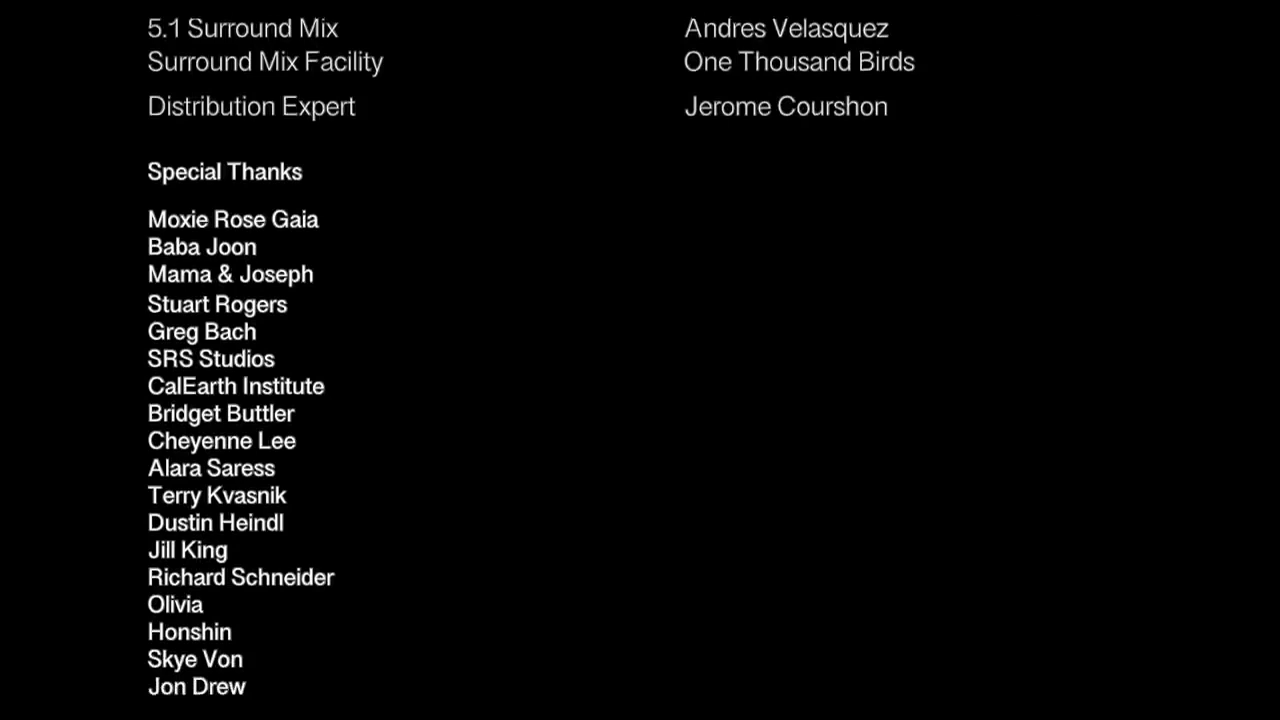 5.1 Surround Mix Andres Velasquez
Surround Mix Facility One Thousand Birds
Distribution Expert Jerome Courshon
Special Thanks
Moxie Rose Gaia
Baba Joon
Mama & Joseph
Stuart Rogers
Greg Bach
SRS Studios
CalEarth Institute
Bridget Buttler
Cheyenne Lee
Alara Saress
Terry Kvasnik
Dustin Heindl
Jill King
Richard Schneider
Olivia
Honshin
Skye Von
Jon Drew